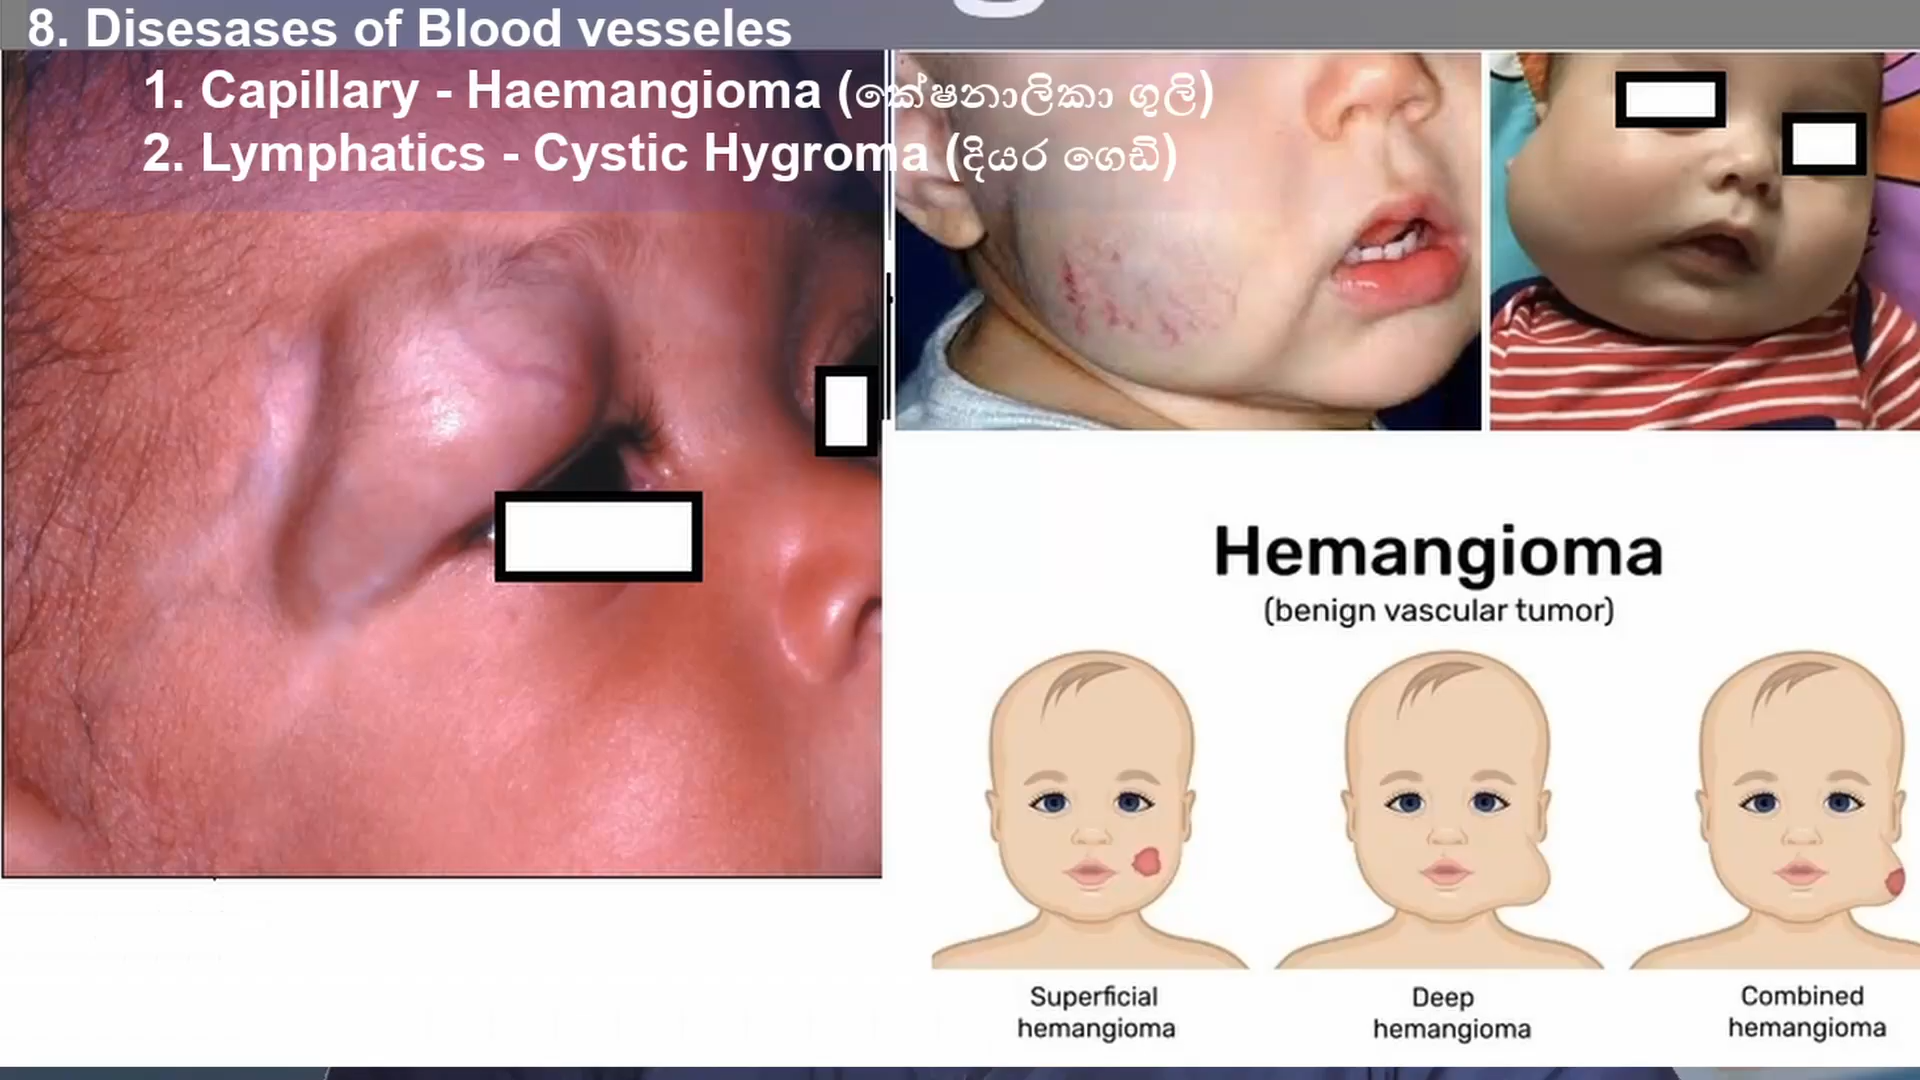 8. Disesases of Blood vesseles
1. Capillary - Haemangioma (කේෂනාලිකා ගුලි)
2. Lymphatics - Cystic Hygroma (දියර ගෙඩි)
Hemangioma
(benign vascular tumor)
Superficial
hemangioma
Deep
hemangioma
Combined
hemangioma